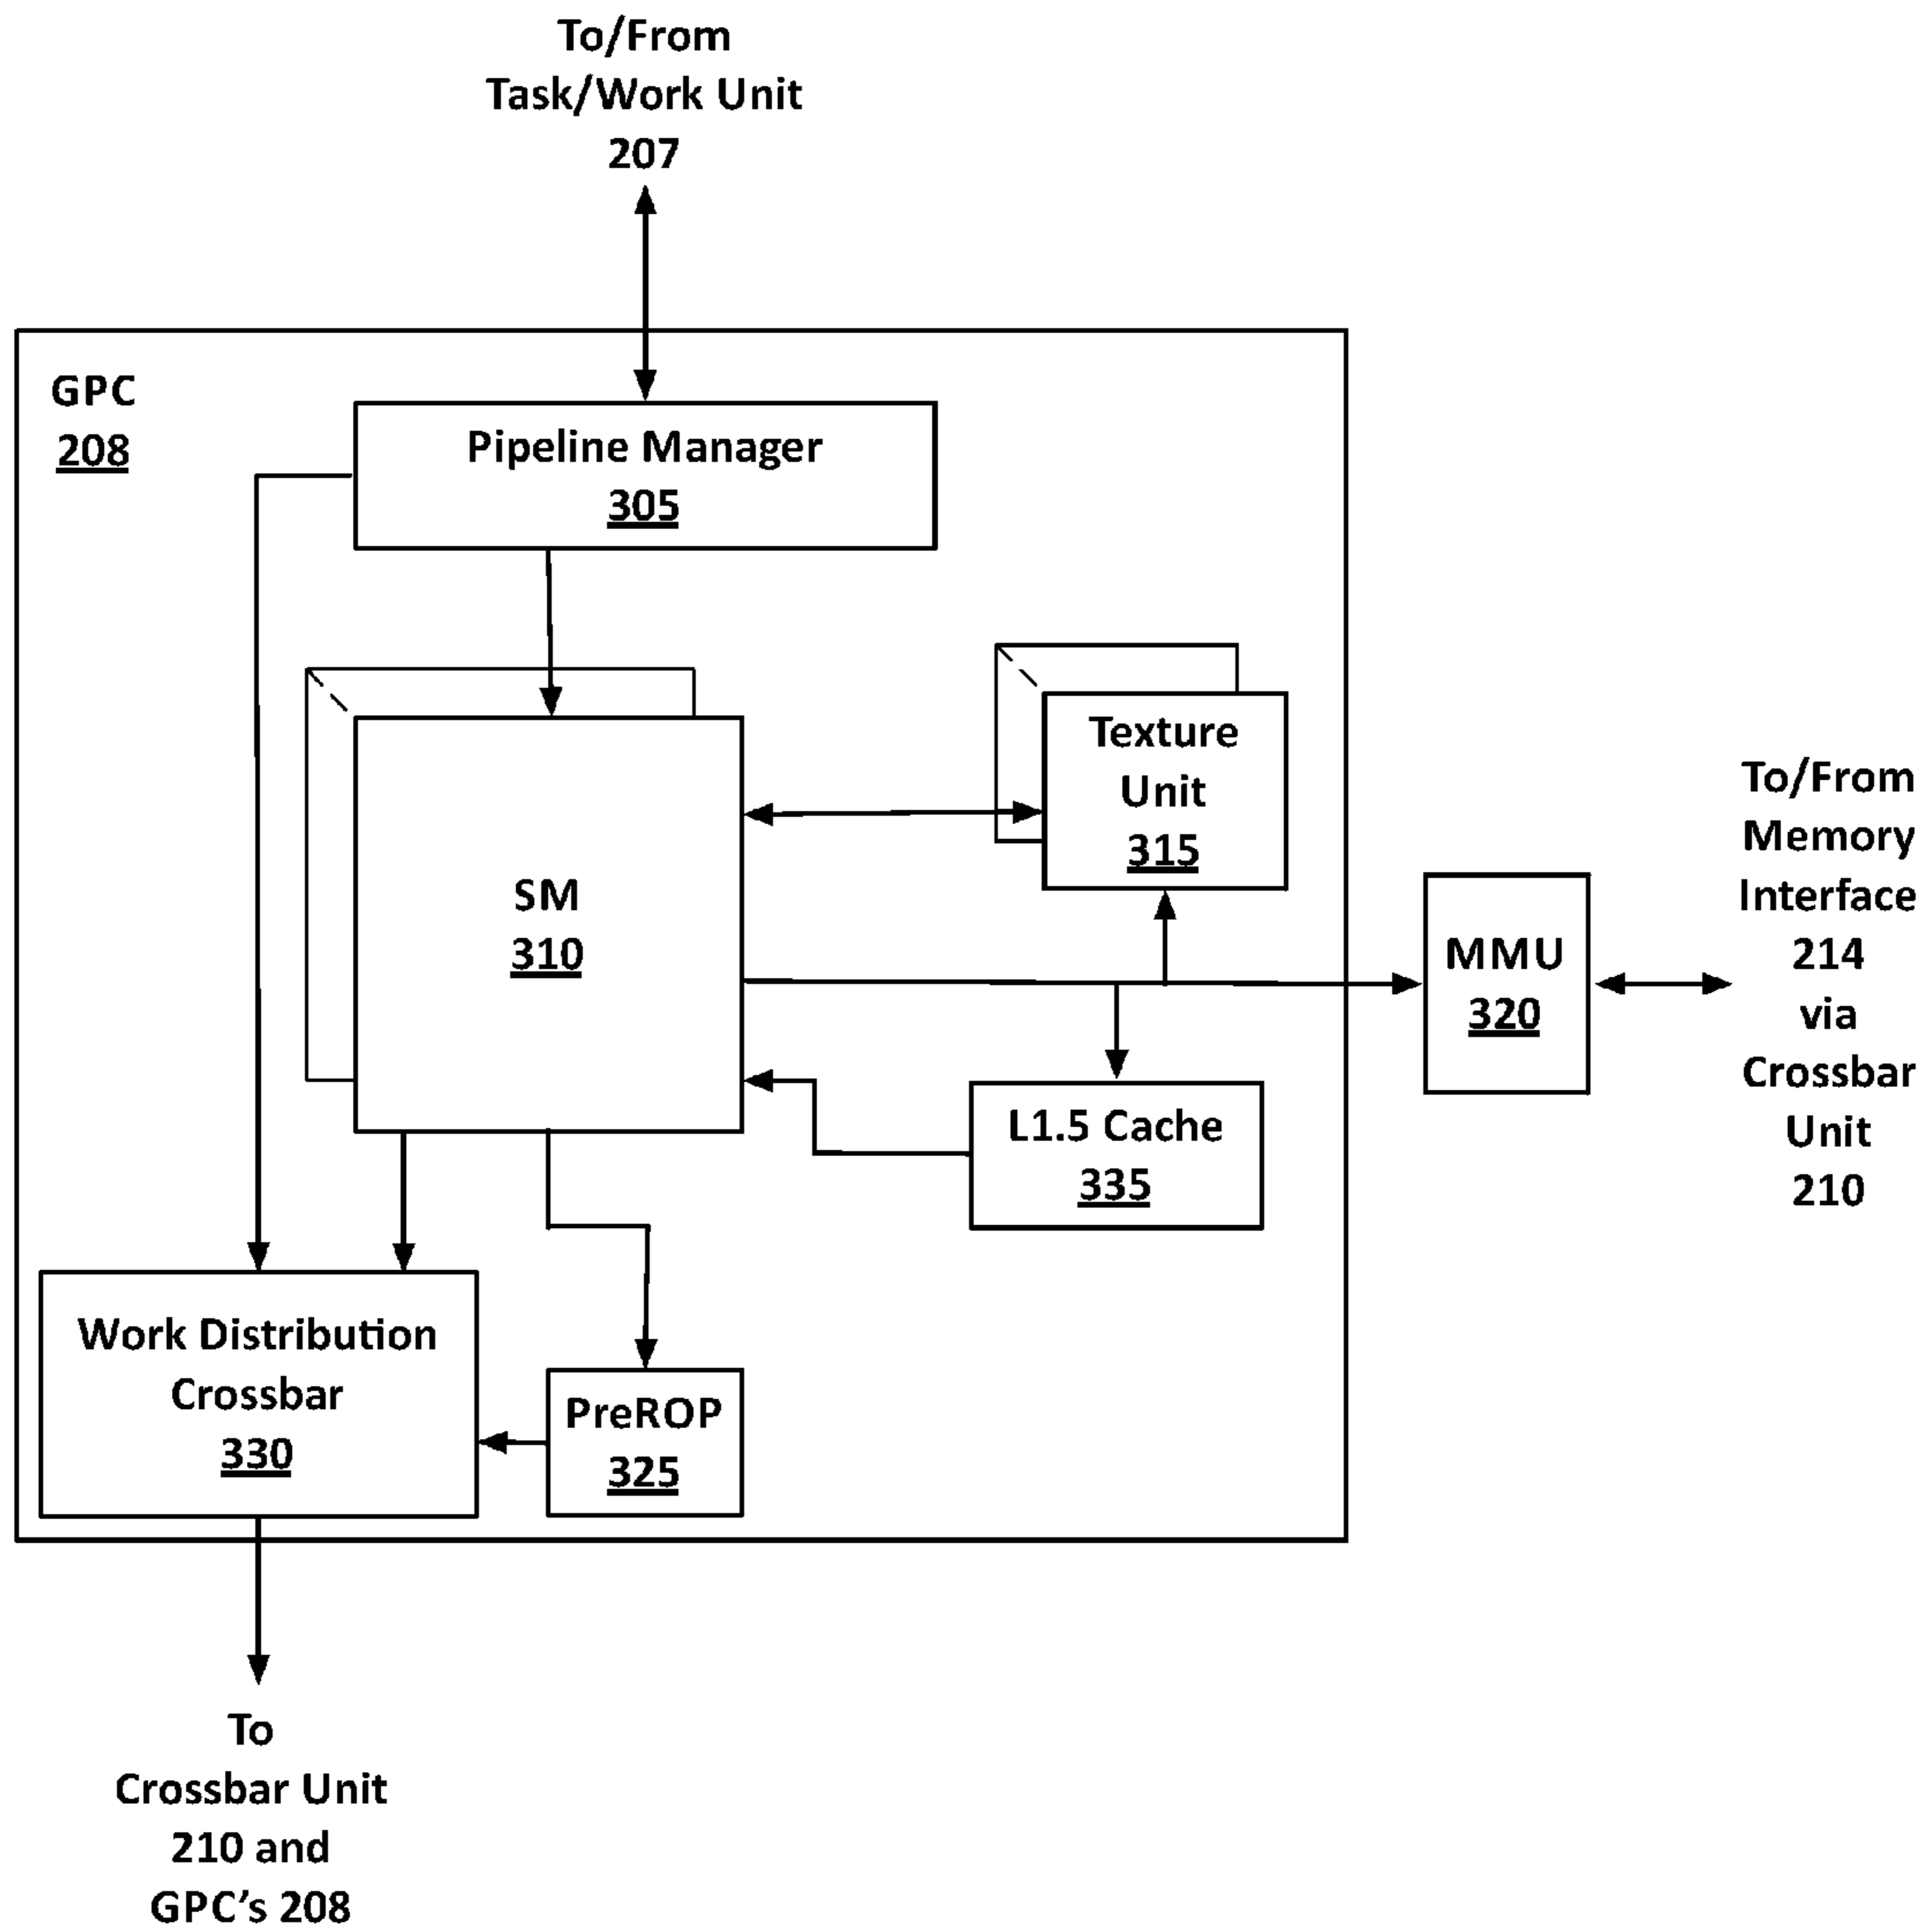 To/From
Task/Work Unit
207
GPC
208
Pipeline Manager
305
Texture
Unit
315
SM
310
MMU
320
To/From
Memory
Interface
214
via
Crossbar
Unit
210
L1.5 Cache
335
Work Distribution
Crossbar
330
PreROP
325
To
Crossbar Unit
210 and
GPC’s 208